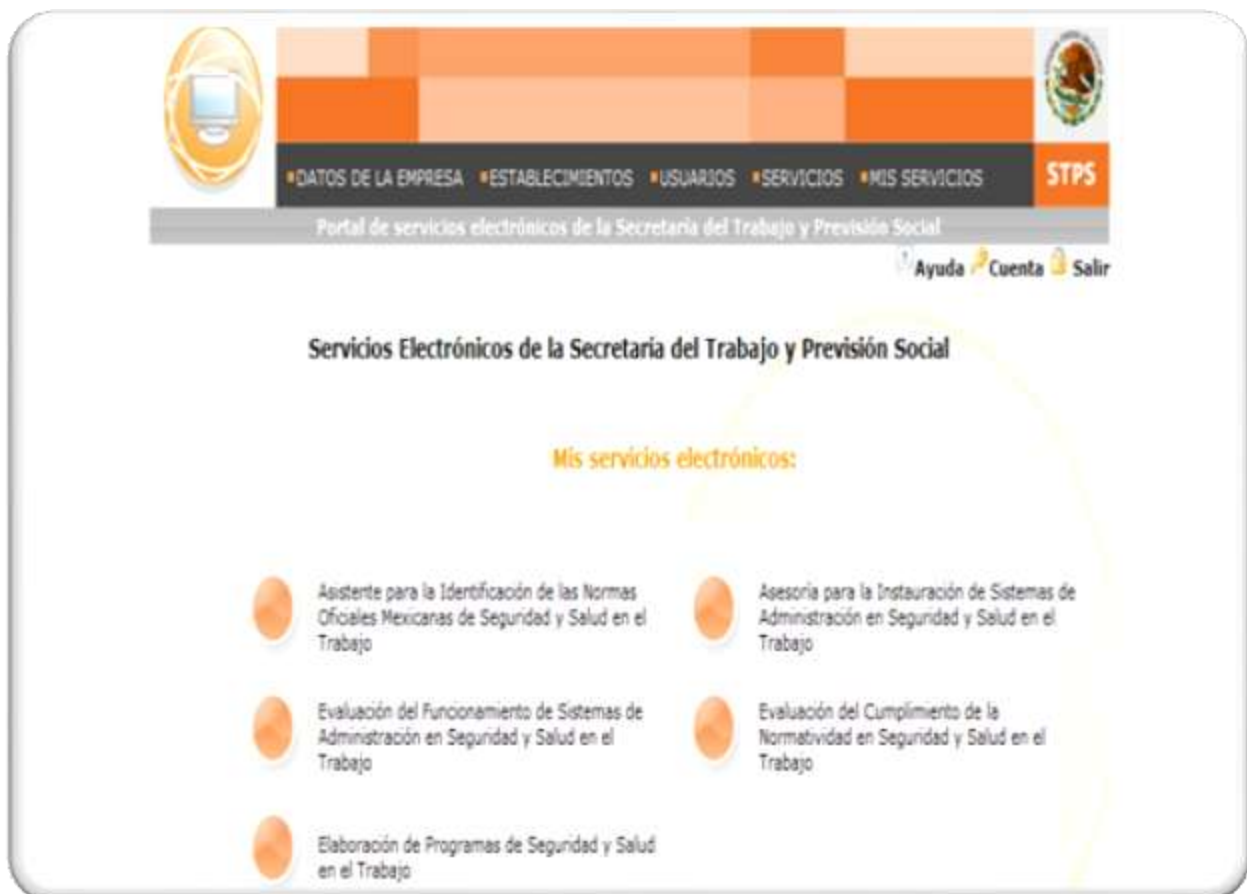 DATOS DE LA EMPRESA ESTABLECIMIENTOS USUARIOS SERVICIOS MIS SERVICIOS STPS
Portal de servicios electrónicos de la Secretaría del Trabajo y Previsión Social
Ayuda Cuenta Salir
Servicios Electrónicos de la Secretaría del Trabajo y Previsión Social
Mis servicios electrónicos:
Asistente para la Identificación de las Normas
Oficiales Mexicanas de Seguridad y Salud en el
Trabajo
Asesoría para la Instauración de Sistemas de
Administración en Seguridad y Salud en el
Trabajo
Evaluación del Funcionamiento de Sistemas de
Administración en Seguridad y Salud en el
Trabajo
Evaluación del Cumplimiento de la
Normatividad en Seguridad y Salud en el
Trabajo
Elaboración de Programas de Seguridad y Salud
en el Trabajo